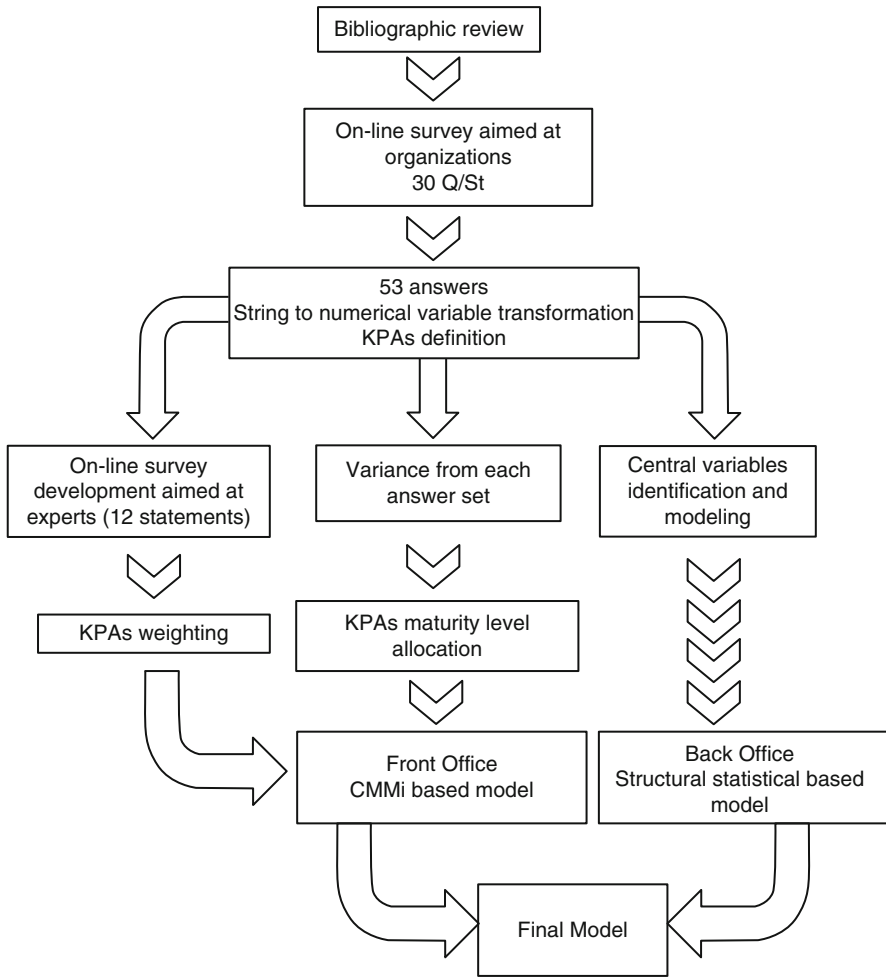 Bibliographic review
On-line survey aimed at
organizations
30 Q/St
53 answers
String to numerical variable transformation
KPAs definition
On-line survey
development aimed at
experts (12 statements)
Variance from each
answer set
Central variables
identification and
modeling
KPAs weighting
KPAs maturity level
allocation
Front Office
CMMi based model
Back Office
Structural statistical based
model
Final Model